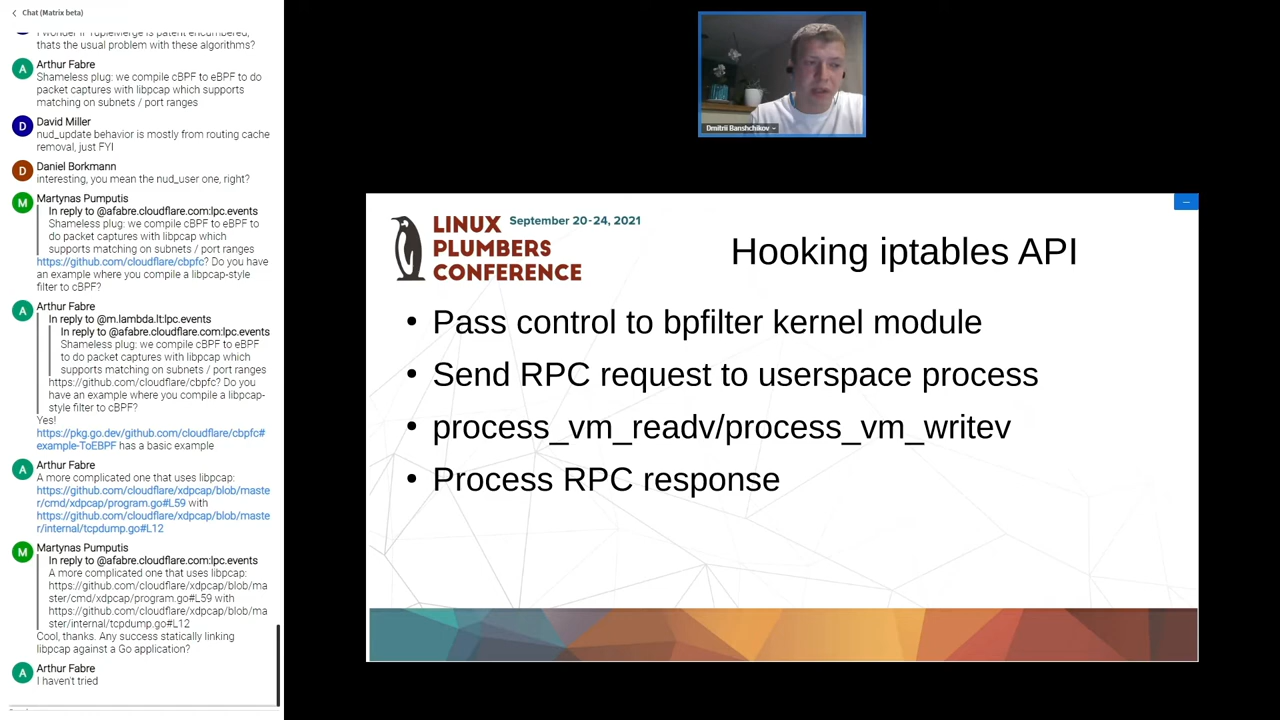 Chat (Matrix beta)
I wonder if TupleMerge is patent encumbered,
thats the usual problem with these algorithms?
A
Arthur Fabre
Shameless plug: we compile cBPF to eBPF to do
packet captures with libpcap which supports
matching on subnets / port ranges
D
David Miller
nud_update behavior is mostly from routing cache
removal, just FYI
D
Daniel Borkmann
interesting, you mean the nud_user one, right?
M
Martynas Pumputis
In reply to @afabre.cloudflare.com:lpc.events
Shameless plug: we compile cBPF to eBPF to
do packet captures with libpcap which
supports matching on subnets / port ranges
https://github.com/cloudflare/cbpfc? Do you have
an example where you compile a libpcap-style
filter to cBPF?
A
Arthur Fabre
In reply to @m.lambda.lt:lpc.events
In reply to @afabre.cloudflare.com:lpc.events
Shameless plug: we compile cBPF to eBPF
to do packet captures with libpcap which
supports matching on subnets / port ranges
https://github.com/cloudflare/cbpfc? Do you
have an example where you compile a libpcap-
style filter to cBPF?
Yes!
https://pkg.go.dev/github.com/cloudflare/cbpfc#
example-ToEBPF has a basic example
A
Arthur Fabre
A more complicated one that uses libpcap:
https://github.com/cloudflare/xdpcap/blob/maste
r/cmd/xdpcap/program.go#L59 with
https://github.com/cloudflare/xdpcap/blob/maste
r/internal/tcpdump.go#L12
M
Martynas Pumputis
In reply to @afabre.cloudflare.com:lpc.events
A more complicated one that uses libpcap:
https://github.com/cloudflare/xdpcap/blob/ma
ster/cmd/xdpcap/program.go#L59 with
https://github.com/cloudflare/xdpcap/blob/ma
ster/internal/tcpdump.go#L12
Cool, thanks. Any success statically linking
libpcap against a Go application?
A
Arthur Fabre
I haven't tried
Dmitrii Banshchikov
LINUX
PLUMBERS
CONFERENCE
September 20-24, 2021
Hooking iptables API
• Pass control to bpfilter kernel module
• Send RPC request to userspace process
• process_vm_readv/process_vm_writev
• Process RPC response